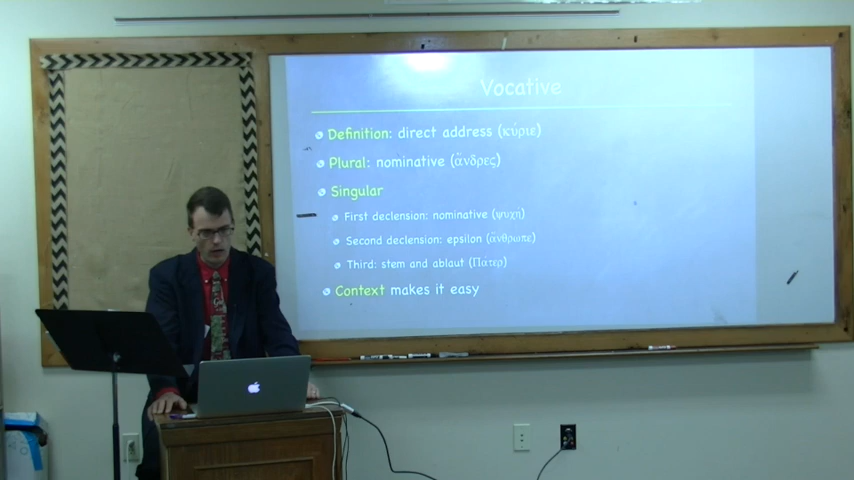 Vocative
Definition: direct address (κύριε)
Plural: nominative (ἄνδρες)
Singular
First declension: nominative (ψυχή)
Second declension: epsilon (ἄνθρωπε)
Third: stem and ablaut (Πάτερ)
Context makes it easy